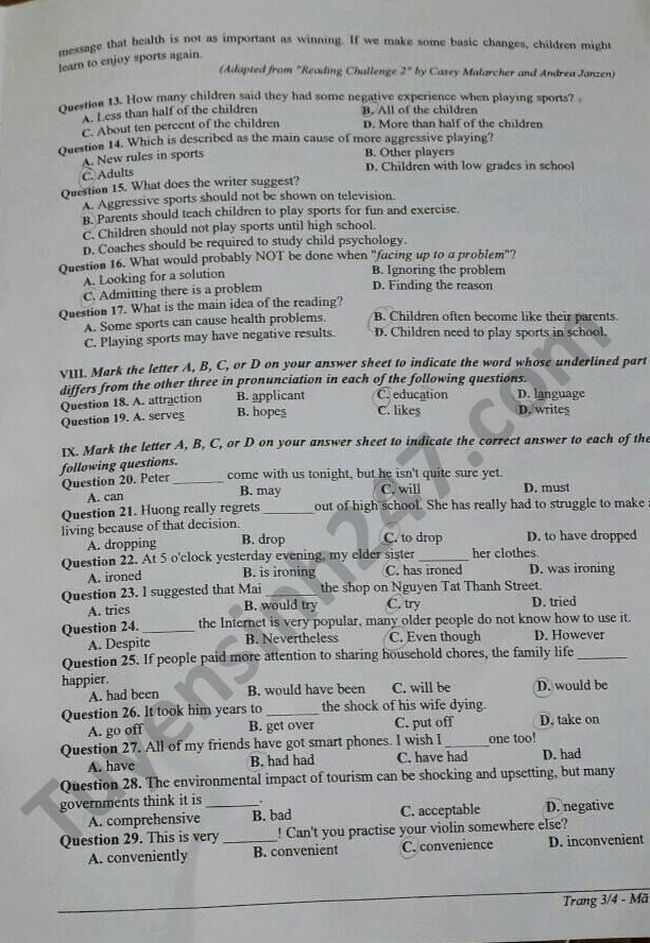 message that health is not as important as winning. If we make some basic changes, children might
learn to enjoy sports again.
(Adapted from "Reading Challenge 2" by Casey Malarcher and Andrea Janzen)
Question 13. How many children said they had some negative experience when playing sports?
A. Less than half of the children B. All of the children
C. About ten percent of the children D. More than half of the children
Question 14. Which is described as the main cause of more aggressive playing?
A. New rules in sports B. Other players
C. Adults D. Children with low grades in school
Question 15. What does the writer suggest?
A. Aggressive sports should not be shown on television.
B. Parents should teach children to play sports for fun and exercise.
C. Children should not play sports until high school.
D. Coaches should be required to study child psychology.
Question 16. What would probably NOT be done when "facing up to a problem"?
A. Looking for a solution B. Ignoring the problem
C. Admitting there is a problem D. Finding the reason
Question 17. What is the main idea of the reading?
A. Some sports can cause health problems. B. Children often become like their parents.
C. Playing sports may have negative results. D. Children need to play sports in school.
VIII. Mark the letter A, B, C, or D on your answer sheet to indicate the word whose underlined part
differs from the other three in pronunciation in each of the following questions.
Question 18. A. attraction B. applicant C. education D. language
Question 19. A. serves B. hopes C. likes D. writes
IX. Mark the letter A, B, C, or D on your answer sheet to indicate the correct answer to each of the
following questions.
Question 20. Peter ________ come with us tonight, but he isn't quite sure yet.
A. can B. may C. will D. must
Question 21. Huong really regrets ________ out of high school. She has really had to struggle to make a
living because of that decision.
A. dropping B. drop C. to drop D. to have dropped
Question 22. At 5 o'clock yesterday evening, my elder sister ________ her clothes.
A. ironed B. is ironing C. has ironed D. was ironing
Question 23. I suggested that Mai ________ the shop on Nguyen Tat Thanh Street.
A. tries B. would try C. try D. tried
Question 24. ________ the Internet is very popular, many older people do not know how to use it.
A. Despite B. Nevertheless C. Even though D. However
Question 25. If people paid more attention to sharing household chores, the family life ________
happier.
A. had been B. would have been C. will be D. would be
Question 26. It took him years to ________ the shock of his wife dying.
A. go off B. get over C. put off D. take on
Question 27. All of my friends have got smart phones. I wish I ________ one too!
A. have B. had had C. have had D. had
Question 28. The environmental impact of tourism can be shocking and upsetting, but many
governments think it is ________.
A. comprehensive B. bad C. acceptable D. negative
Question 29. This is very ________! Can't you practise your violin somewhere else?
A. conveniently B. convenient C. convenience D. inconvenient
Trang 3/4 - Mã
Tuyensinh247.com